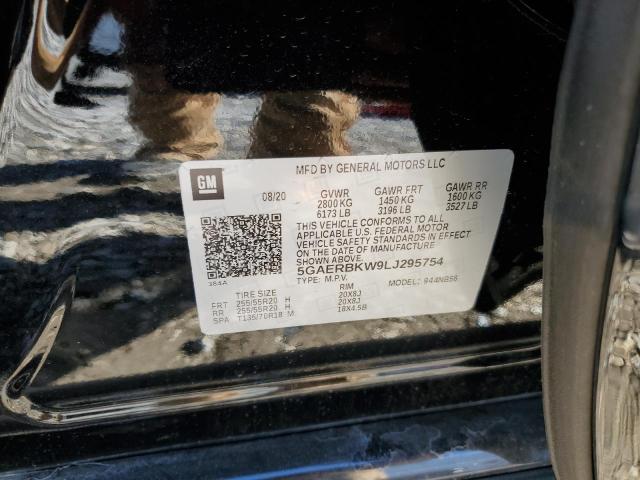 MFD BY GENERAL MOTORS LLC
GM
08/20 GVWR GAWR FRT GAWR RR
2800 KG 1450 KG 1600 KG
6173 LB 3196 LB 3527 LB
THIS VEHICLE CONFORMS TO ALL
APPLICABLE U.S. FEDERAL MOTOR
VEHICLE SAFETY STANDARDS IN EFFECT
ON THE DATE OF MANUFACTURE
SHOWN ABOVE.
5GAERBKW9LJ295754
TYPE: M.P.V. MODEL:
TIRE SIZE RIM
FRT 255/55R20 H 20X8J
RR 255/55R20 H 20X8J
SPA T135/70R18 M 18X4.5B